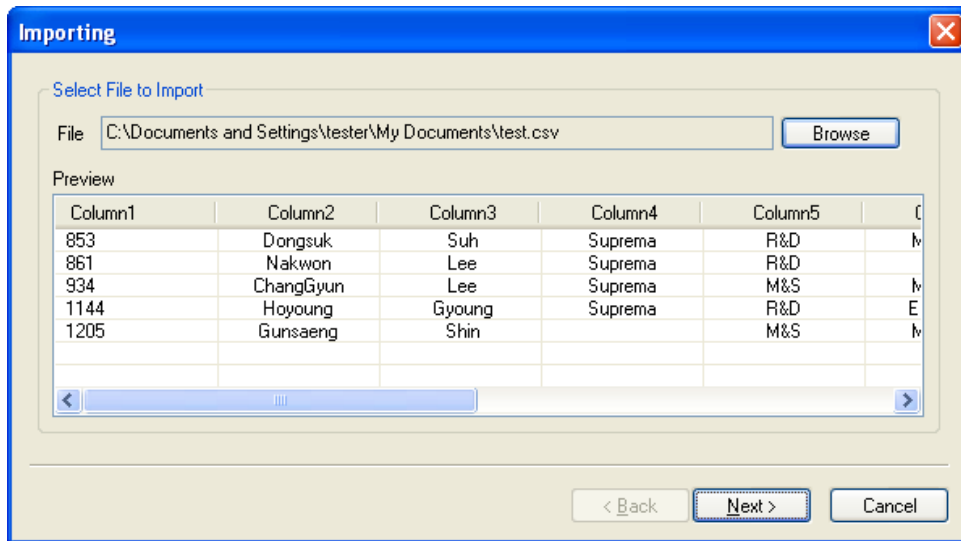 Importing
Select File to Import
File C:\Documents and Settings\tester\My Documents\test.csv Browse
Preview
Column1 Column2 Column3 Column4 Column5
853 Dongsuk Suh Suprema R&D
861 Nakwon Lee Suprema R&D
934 ChangGyun Lee Suprema M&S
1144 Hoyoung Gyoung Suprema R&D E
1205 Gunsaeng Shin M&S
< Back Next > Cancel